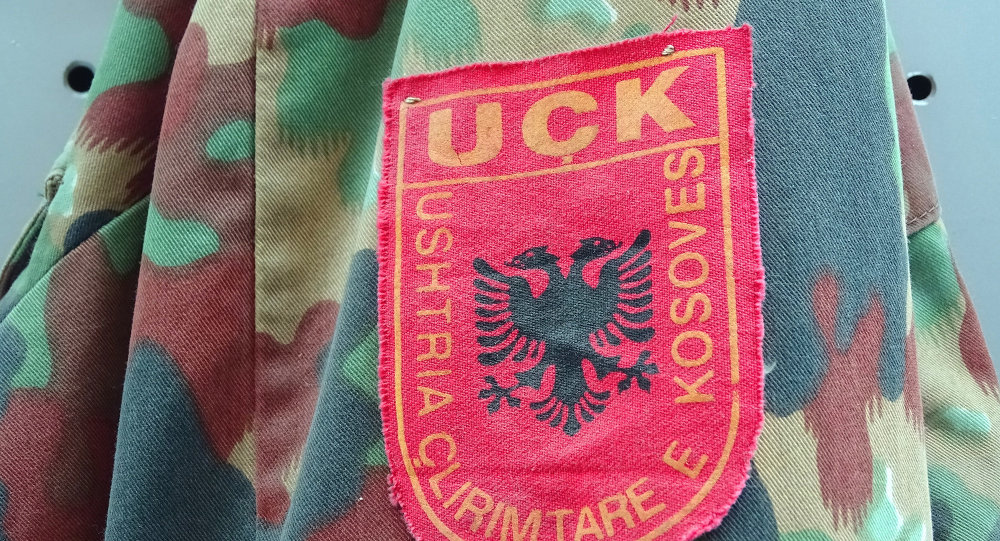 UÇK
USHTRIA ÇLIRIMTARE E KOSOVES